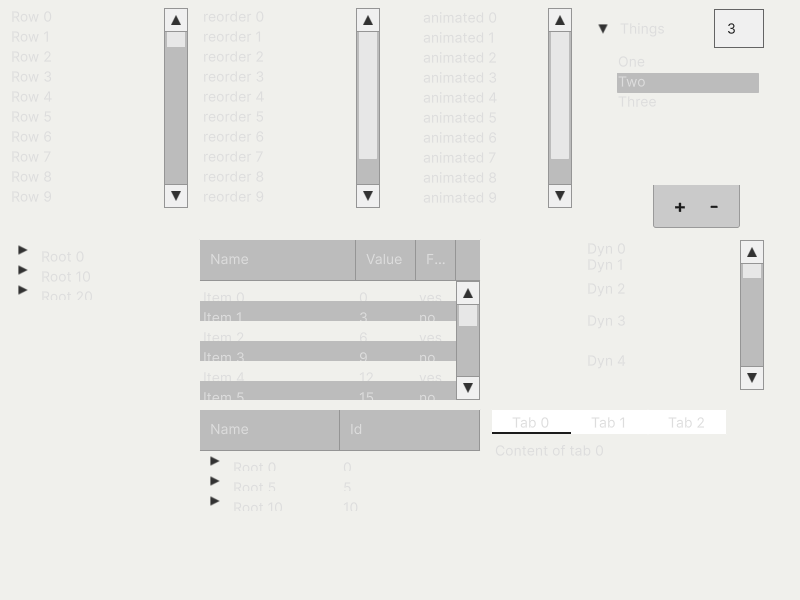 Row 0
Row 1
Row 2
Row 3
Row 4
Row 5
Row 6
Row 7
Row 8
Row 9
reorder 0
reorder 1
reorder 2
reorder 3
reorder 4
reorder 5
reorder 6
reorder 7
reorder 8
reorder 9
animated 0
animated 1
animated 2
animated 3
animated 4
animated 5
animated 6
animated 7
animated 8
animated 9
Things 3
One
Two
Three
+ -
Root 0
Root 10
Root 20
Name Value F...
Item 0 0 yes
Item 1 3 no
Item 2 6 yes
Item 3 9 no
Item 4 12 yes
Item 5 15 no
Dyn 0
Dyn 1
Dyn 2
Dyn 3
Dyn 4
Name Id
Root 0 0
Root 5 5
Root 10 10
Tab 0 Tab 1 Tab 2
Content of tab 0